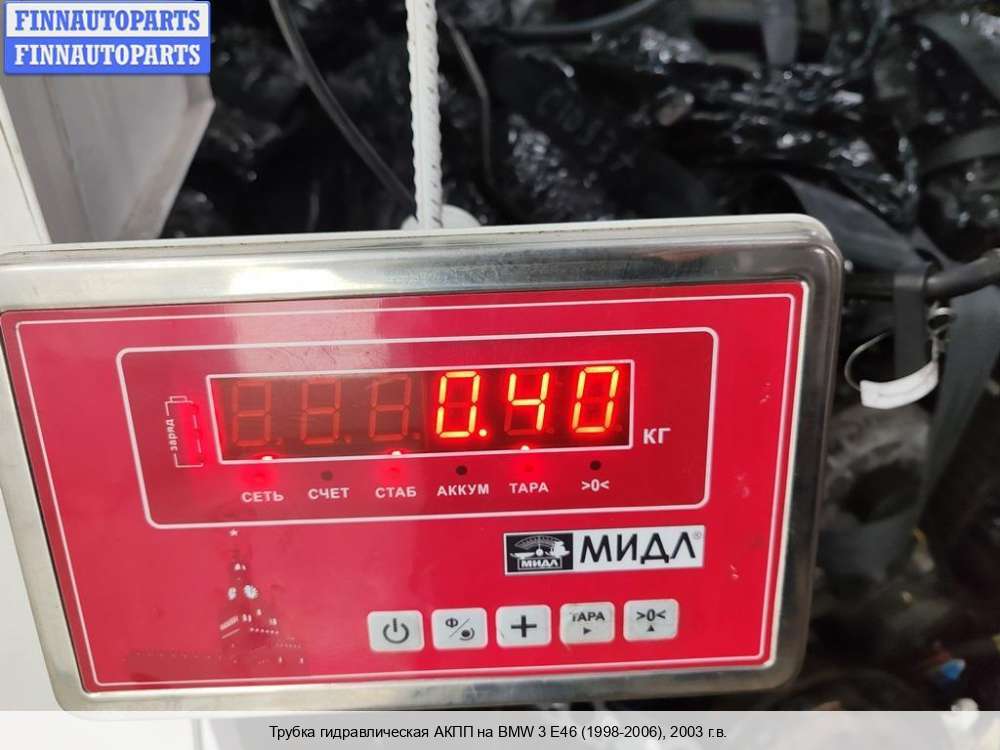 FINNAUTOPARTS
FINNAUTOPARTS
заряд
0.40
КГ
СЕТЬ СЧЕТ СТАБ АККУМ ТАРА >0<
МИДЛ МИДЛ®
Ф ТАРА >0<
Трубка гидравлическая АКПП на BMW 3 E46 (1998-2006), 2003 г.в.